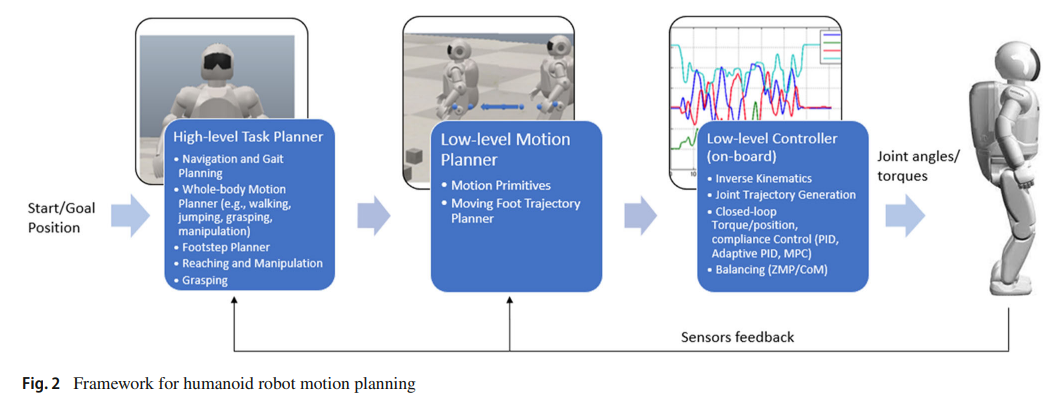 Start/Goal
Position
High-level Task Planner
• Navigation and Gait
Planning
• Whole-body Motion
Planner (e.g., walking,
jumping, grasping,
manipulation)
• Footstep Planner
• Reaching and Manipulation
• Grasping
Low-level Motion
Planner
• Motion Primitives
• Moving Foot Trajectory
Planner
10
Low-level Controller
(on-board)
• Inverse Kinematics
• Joint Trajectory Generation
• Closed-loop
Torque/position,
compliance Control (PID,
Adaptive PID, MPC)
• Balancing (ZMP/CoM)
Joint angles/
torques
Sensors feedback
Fig. 2 Framework for humanoid robot motion planning